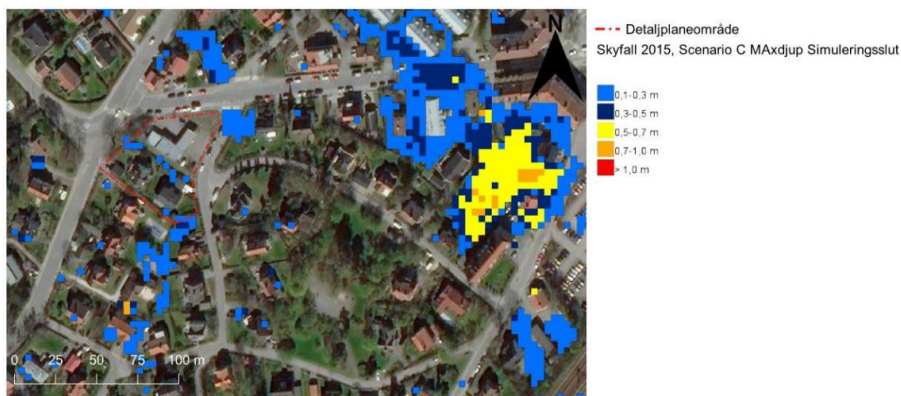 N
Detaljplaneområde
Skyfall 2015, Scenario C MAxdjup Simuleringsslut
0,1-0,3 m
0,3-0,5 m
0,5-0,7 m
0,7-1,0 m
> 1,0 m
0 25 50 75 100 m